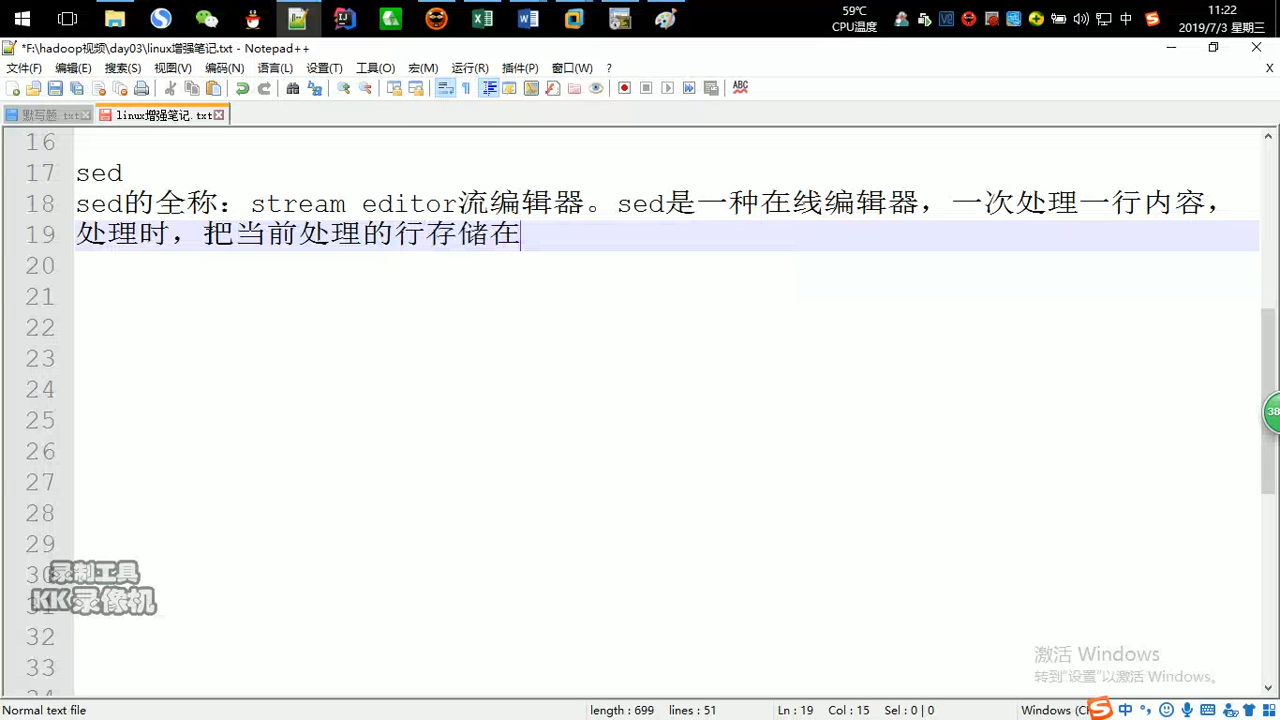 59℃
CPU温度
中
11:22
2019/7/3 星期三
*F:\hadoop视频\day03\linux增强笔记.txt - Notepad++
文件(F) 编辑(E) 搜索(S) 视图(V) 编码(N) 语言(L) 设置(T) 工具(O) 宏(M) 运行(R) 插件(P) 窗口(W) ? X
默写题.txt linux增强笔记.txt
16
17 sed
18 sed的全称：stream editor流编辑器。sed是一种在线编辑器，一次处理一行内容，
19 处理时，把当前处理的行存储在
20
21
22
23
24
25
26
27
28
29
30
录制工具
KK录像机
32
33
38
激活 Windows
转到"设置"以激活 Windows。
Normal text file length : 699 lines : 51 Ln : 19 Col : 15 Sel : 0 | 0 Windows (C 中